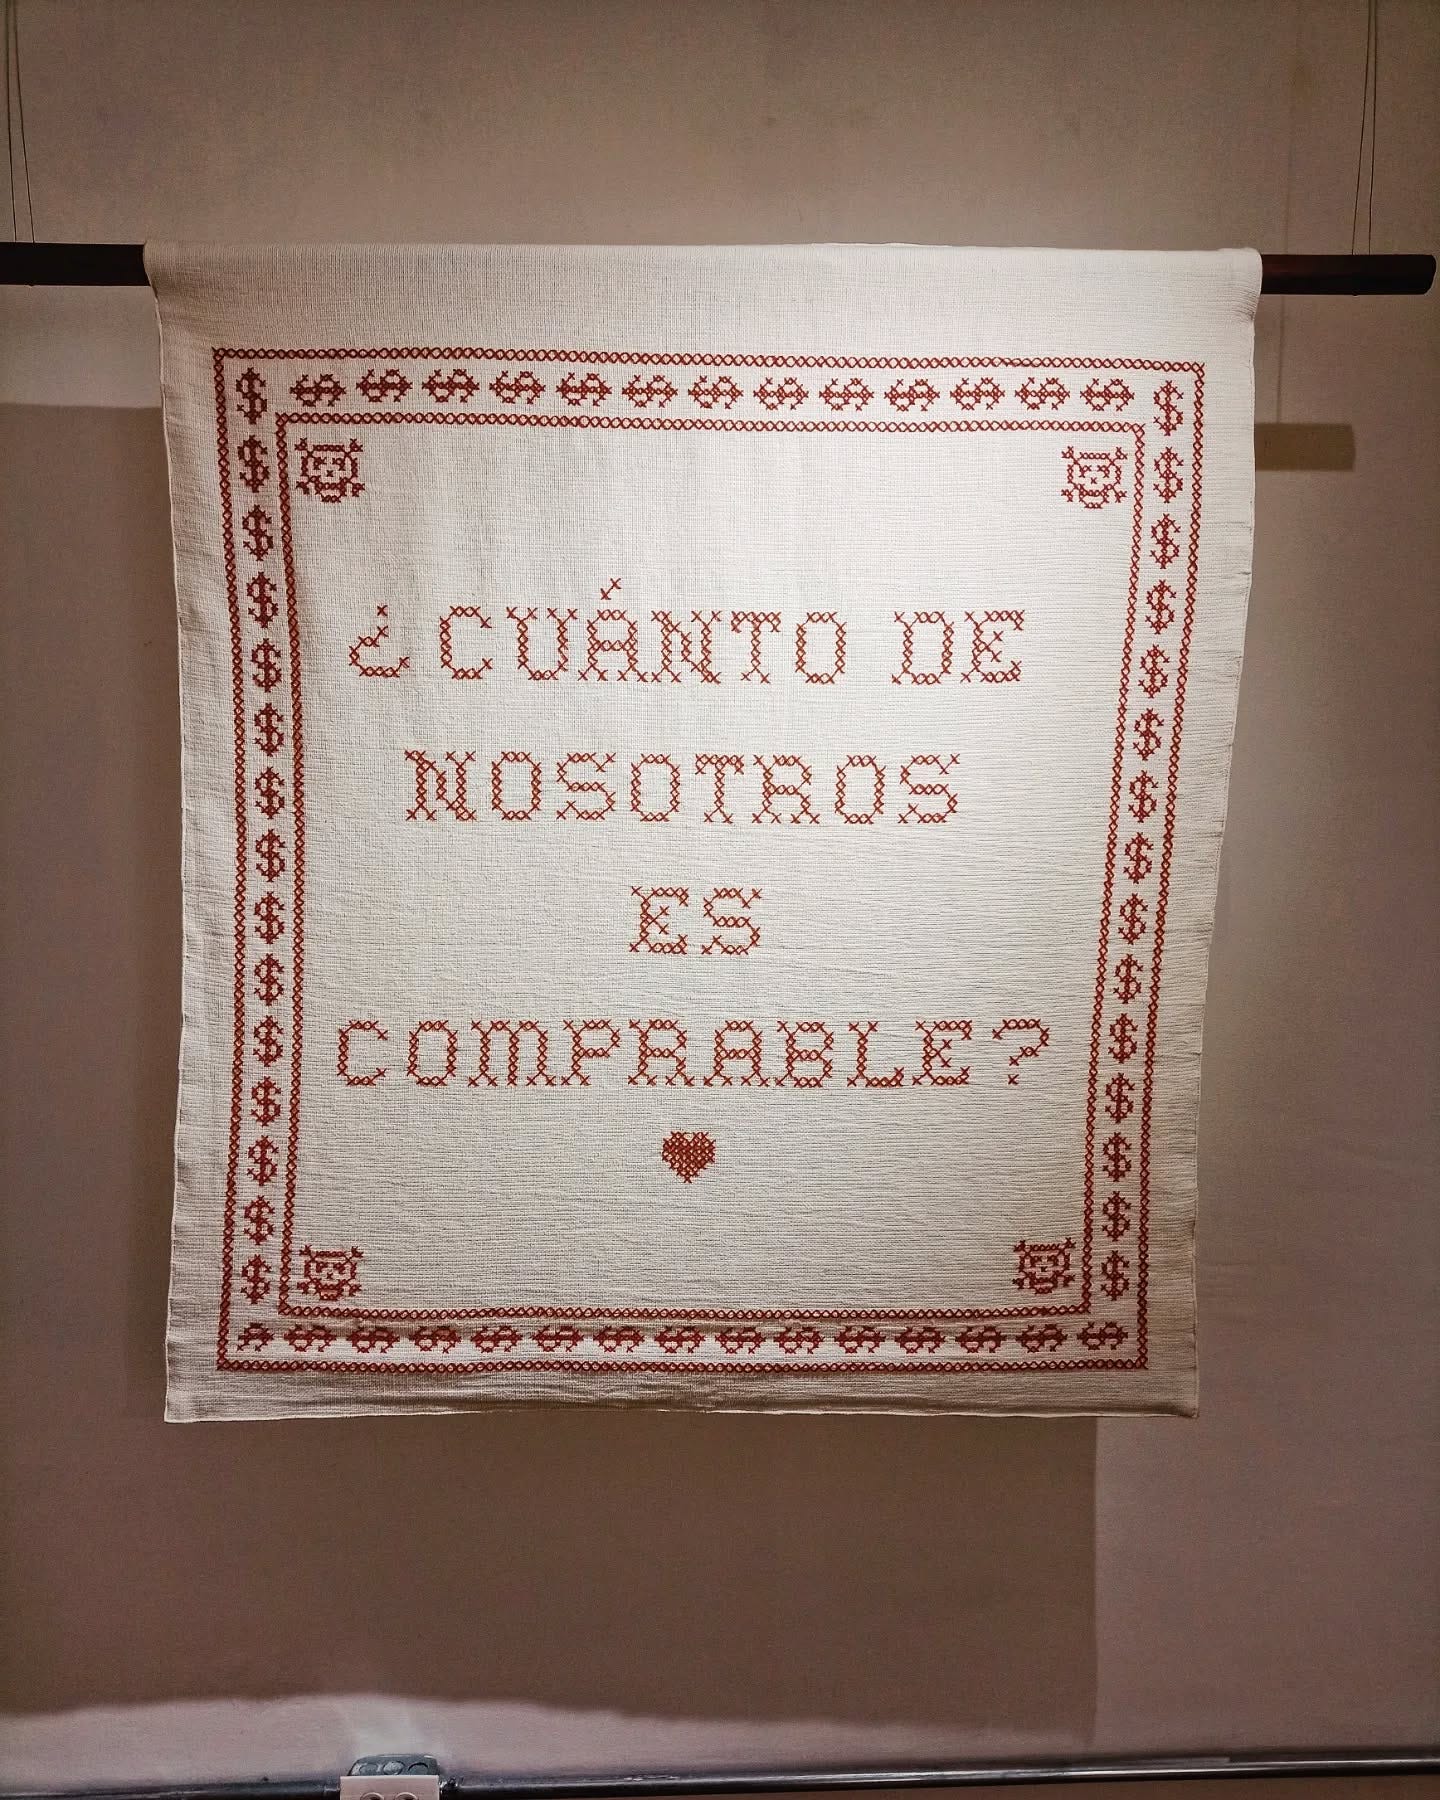 ¿CUÁNTO DE
NOSOTROS
ES
COMPRABLE?